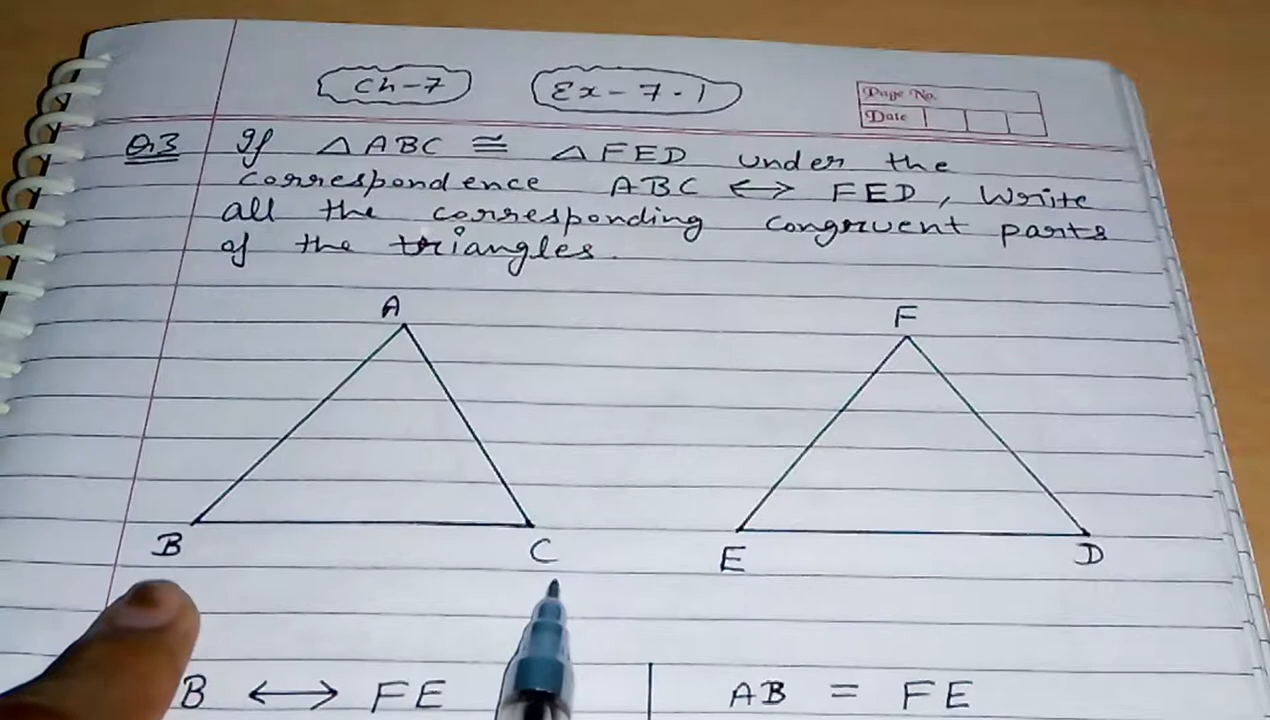 Ch-7 Ex-7.1
Page No.
Date
Q.3 If △ABC ≅ △FED under the
correspondence ABC ↔ FED, Write
all the corresponding congruent parts
of the triangles.
A F
B C E D
B ↔ FE AB = FE